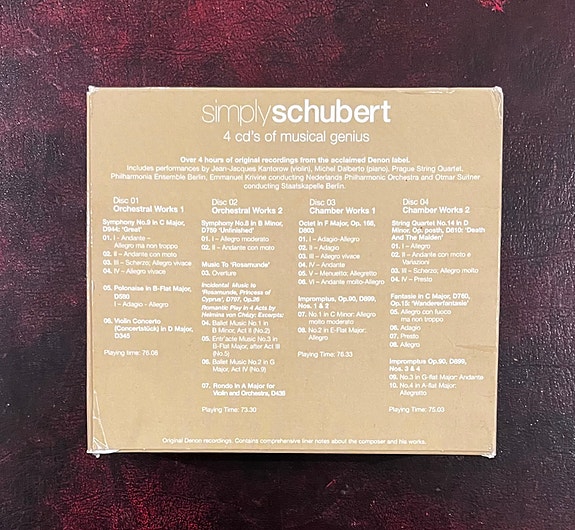 simplyschubert
4 cd's of musical genius
Over 4 hours of original recordings from the acclaimed Denon label.
Includes performances by Jean-Jacques Kantorow (violin), Michel Dalberto (piano), Prague String Quartet,
Philharmonia Ensemble Berlin, Emmanuel Krivine conducting Nederlands Philharmonic Orchestra and Otmar Suitner
conducting Staatskapelle Berlin.
Disc 01
Orchestral Works 1
Symphony No.9 in C Major,
D944: 'Great'
01. I – Andante –
Allegro ma non troppo
02. II – Andante con moto
03. III – Scherzo; Allegro vivace
04. IV – Allegro vivace
05. Polonaise in B-Flat Major,
D580
I – Adagio - Allegro
06. Violin Concerto
(Concertstück) in D Major,
D345
Playing time: 76.08
Disc 02
Orchestral Works 2
Symphony No.8 in B Minor,
D759 'Unfinished'
01. I – Allegro moderato
02. II – Andante con moto
Music To 'Rosamunde'
03. Overture
Incidental Music to
'Rosamunde, Princess of
Cyprus', D797, Op.26
Romantic Play in 4 Acts by
Helmina von Chézy: Excerpts:
04. Ballet Music No.1 in
B Minor, Act II (No.2)
05. Entr'acte Music No.3 in
B-Flat Major, after Act III
(No.5)
06. Ballet Music No.2 in G
Major, Act IV (No.9)
07. Rondo in A Major for
Violin and Orchestra, D438
Playing Time: 73.30
Disc 03
Chamber Works 1
Octet in F Major, Op. 166,
D803
01. I – Adagio-Allegro
02. II – Adagio
03. III – Allegro vivace
04. IV – Andante
05. V – Menuetto: Allegretto
06. VI – Andante molto-Allegro
Impromptus, Op.90, D899,
Nos. 1 & 2
07. No.1 in C Minor: Allegro
molto moderato
08. No.2 in E-Flat Major:
Allegro
Playing time: 76.33
Disc 04
Chamber Works 2
String Quartet No.14 in D
Minor, Op. posth, D810: 'Death
And The Maiden'
01. I – Allegro
02. II – Andante con moto e
Variazioni
03. III – Scherzo; Allegro molto
04. IV – Presto
Fantasie in C Major, D760,
Op.15: 'Wandererfantasie'
05. Allegro con fuoco
ma non troppo
06. Adagio
07. Presto
08. Allegro
Impromptus Op.90, D899,
Nos. 3 & 4
09. No.3 in G-flat Major: Andante
10. No.4 in A-flat Major:
Allegretto
Playing Time: 75.03
Original Denon recordings. Contains comprehensive liner notes about the composer and his works.